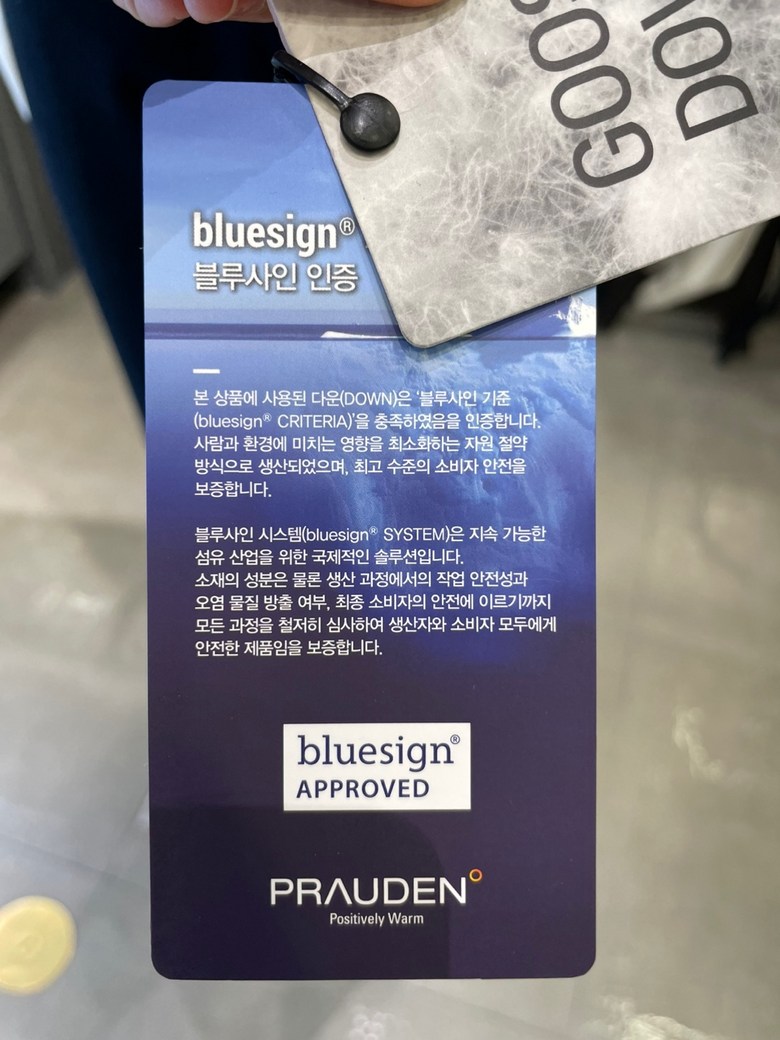 GOOS
DO
bluesign®
블루사인 인증
본 상품에 사용된 다운(DOWN)은 '블루사인 기준
(bluesign® CRITERIA)'을 충족하였음을 인증합니다.
사람과 환경에 미치는 영향을 최소화하는 자원 절약
방식으로 생산되었으며, 최고 수준의 소비자 안전을
보증합니다.
블루사인 시스템(bluesign® SYSTEM)은 지속 가능한
섬유 산업을 위한 국제적인 솔루션입니다.
소재의 성분은 물론 생산 과정에서의 작업 안전성과
오염 물질 방출 여부, 최종 소비자의 안전에 이르기까지
모든 과정을 철저히 심사하여 생산자와 소비자 모두에게
안전한 제품임을 보증합니다.
bluesign®
APPROVED
PRAUDEN
Positively Warm